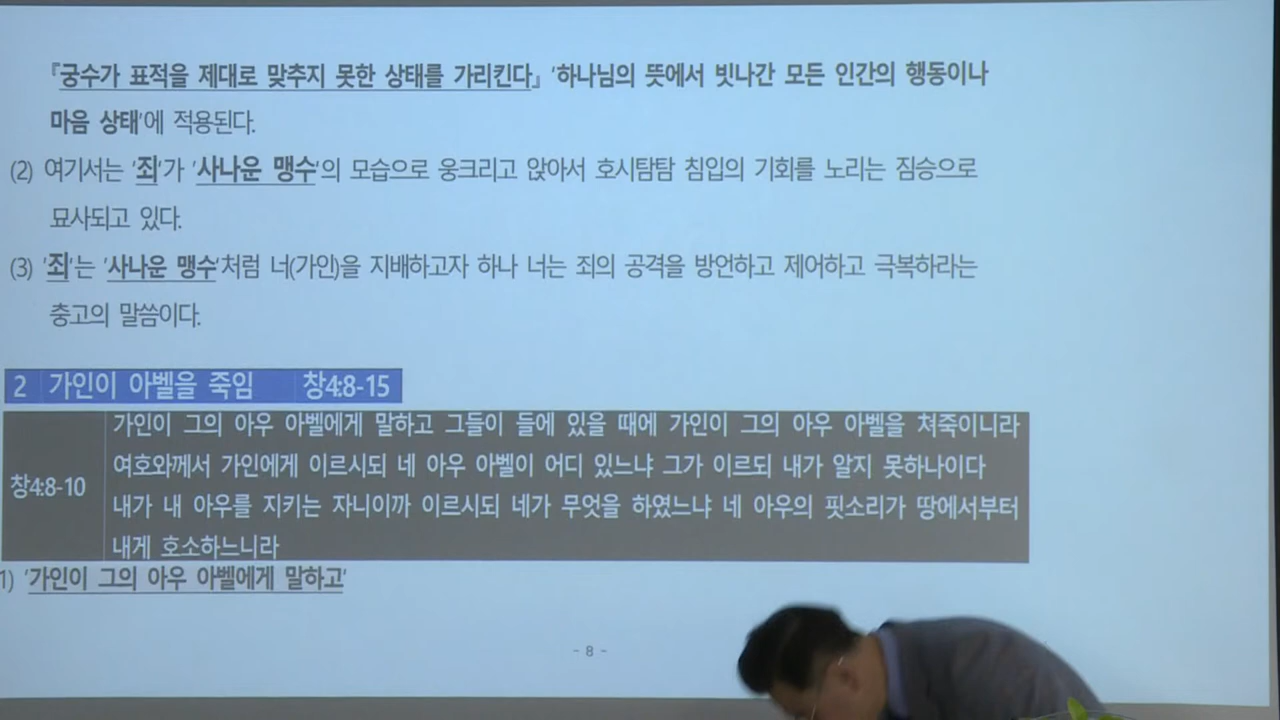 『궁수가 표적을 제대로 맞추지 못한 상태를 가리킨다』 '하나님의 뜻에서 빗나간 모든 인간의 행동이나
마음 상태'에 적용된다.
(2) 여기서는 '죄'가 '사나운 맹수'의 모습으로 웅크리고 앉아서 호시탐탐 침입의 기회를 노리는 짐승으로
묘사되고 있다.
(3) '죄'는 '사나운 맹수'처럼 너(가인)을 지배하고자 하나 너는 죄의 공격을 방언하고 제어하고 극복하라는
충고의 말씀이다.
2 가인이 아벨을 죽임 창4:8-15
가인이 그의 아우 아벨에게 말하고 그들이 들에 있을 때에 가인이 그의 아우 아벨을 쳐죽이니라
여호와께서 가인에게 이르시되 네 아우 아벨이 어디 있느냐 그가 이르되 내가 알지 못하나이다
창4:8-10
내가 내 아우를 지키는 자니이까 이르시되 네가 무엇을 하였느냐 네 아우의 핏소리가 땅에서부터
내게 호소하느니라
1) '가인이 그의 아우 아벨에게 말하고'
- 8 -